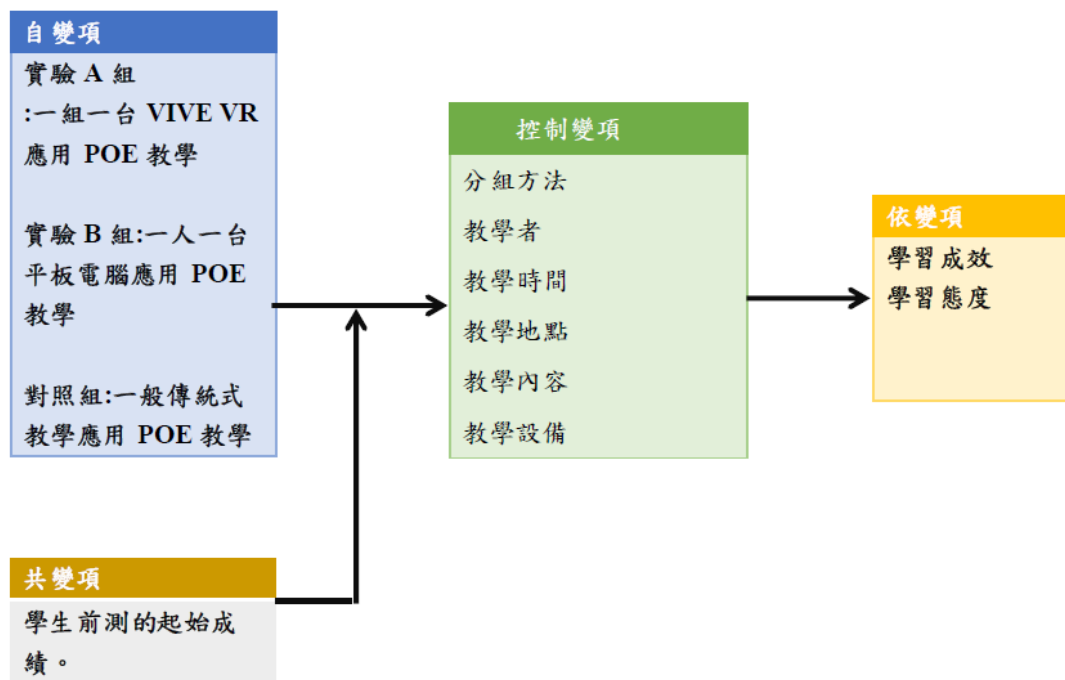 自變項
實驗 A 組
:一組一台 VIVE VR
應用 POE 教學
實驗 B 組:一人一台
平板電腦應用 POE
教學
對照組:一般傳統式
教學應用 POE 教學
共變項
學生前測的起始成
績。
控制變項
分組方法
教學者
教學時間
教學地點
教學內容
教學設備
依變項
學習成效
學習態度